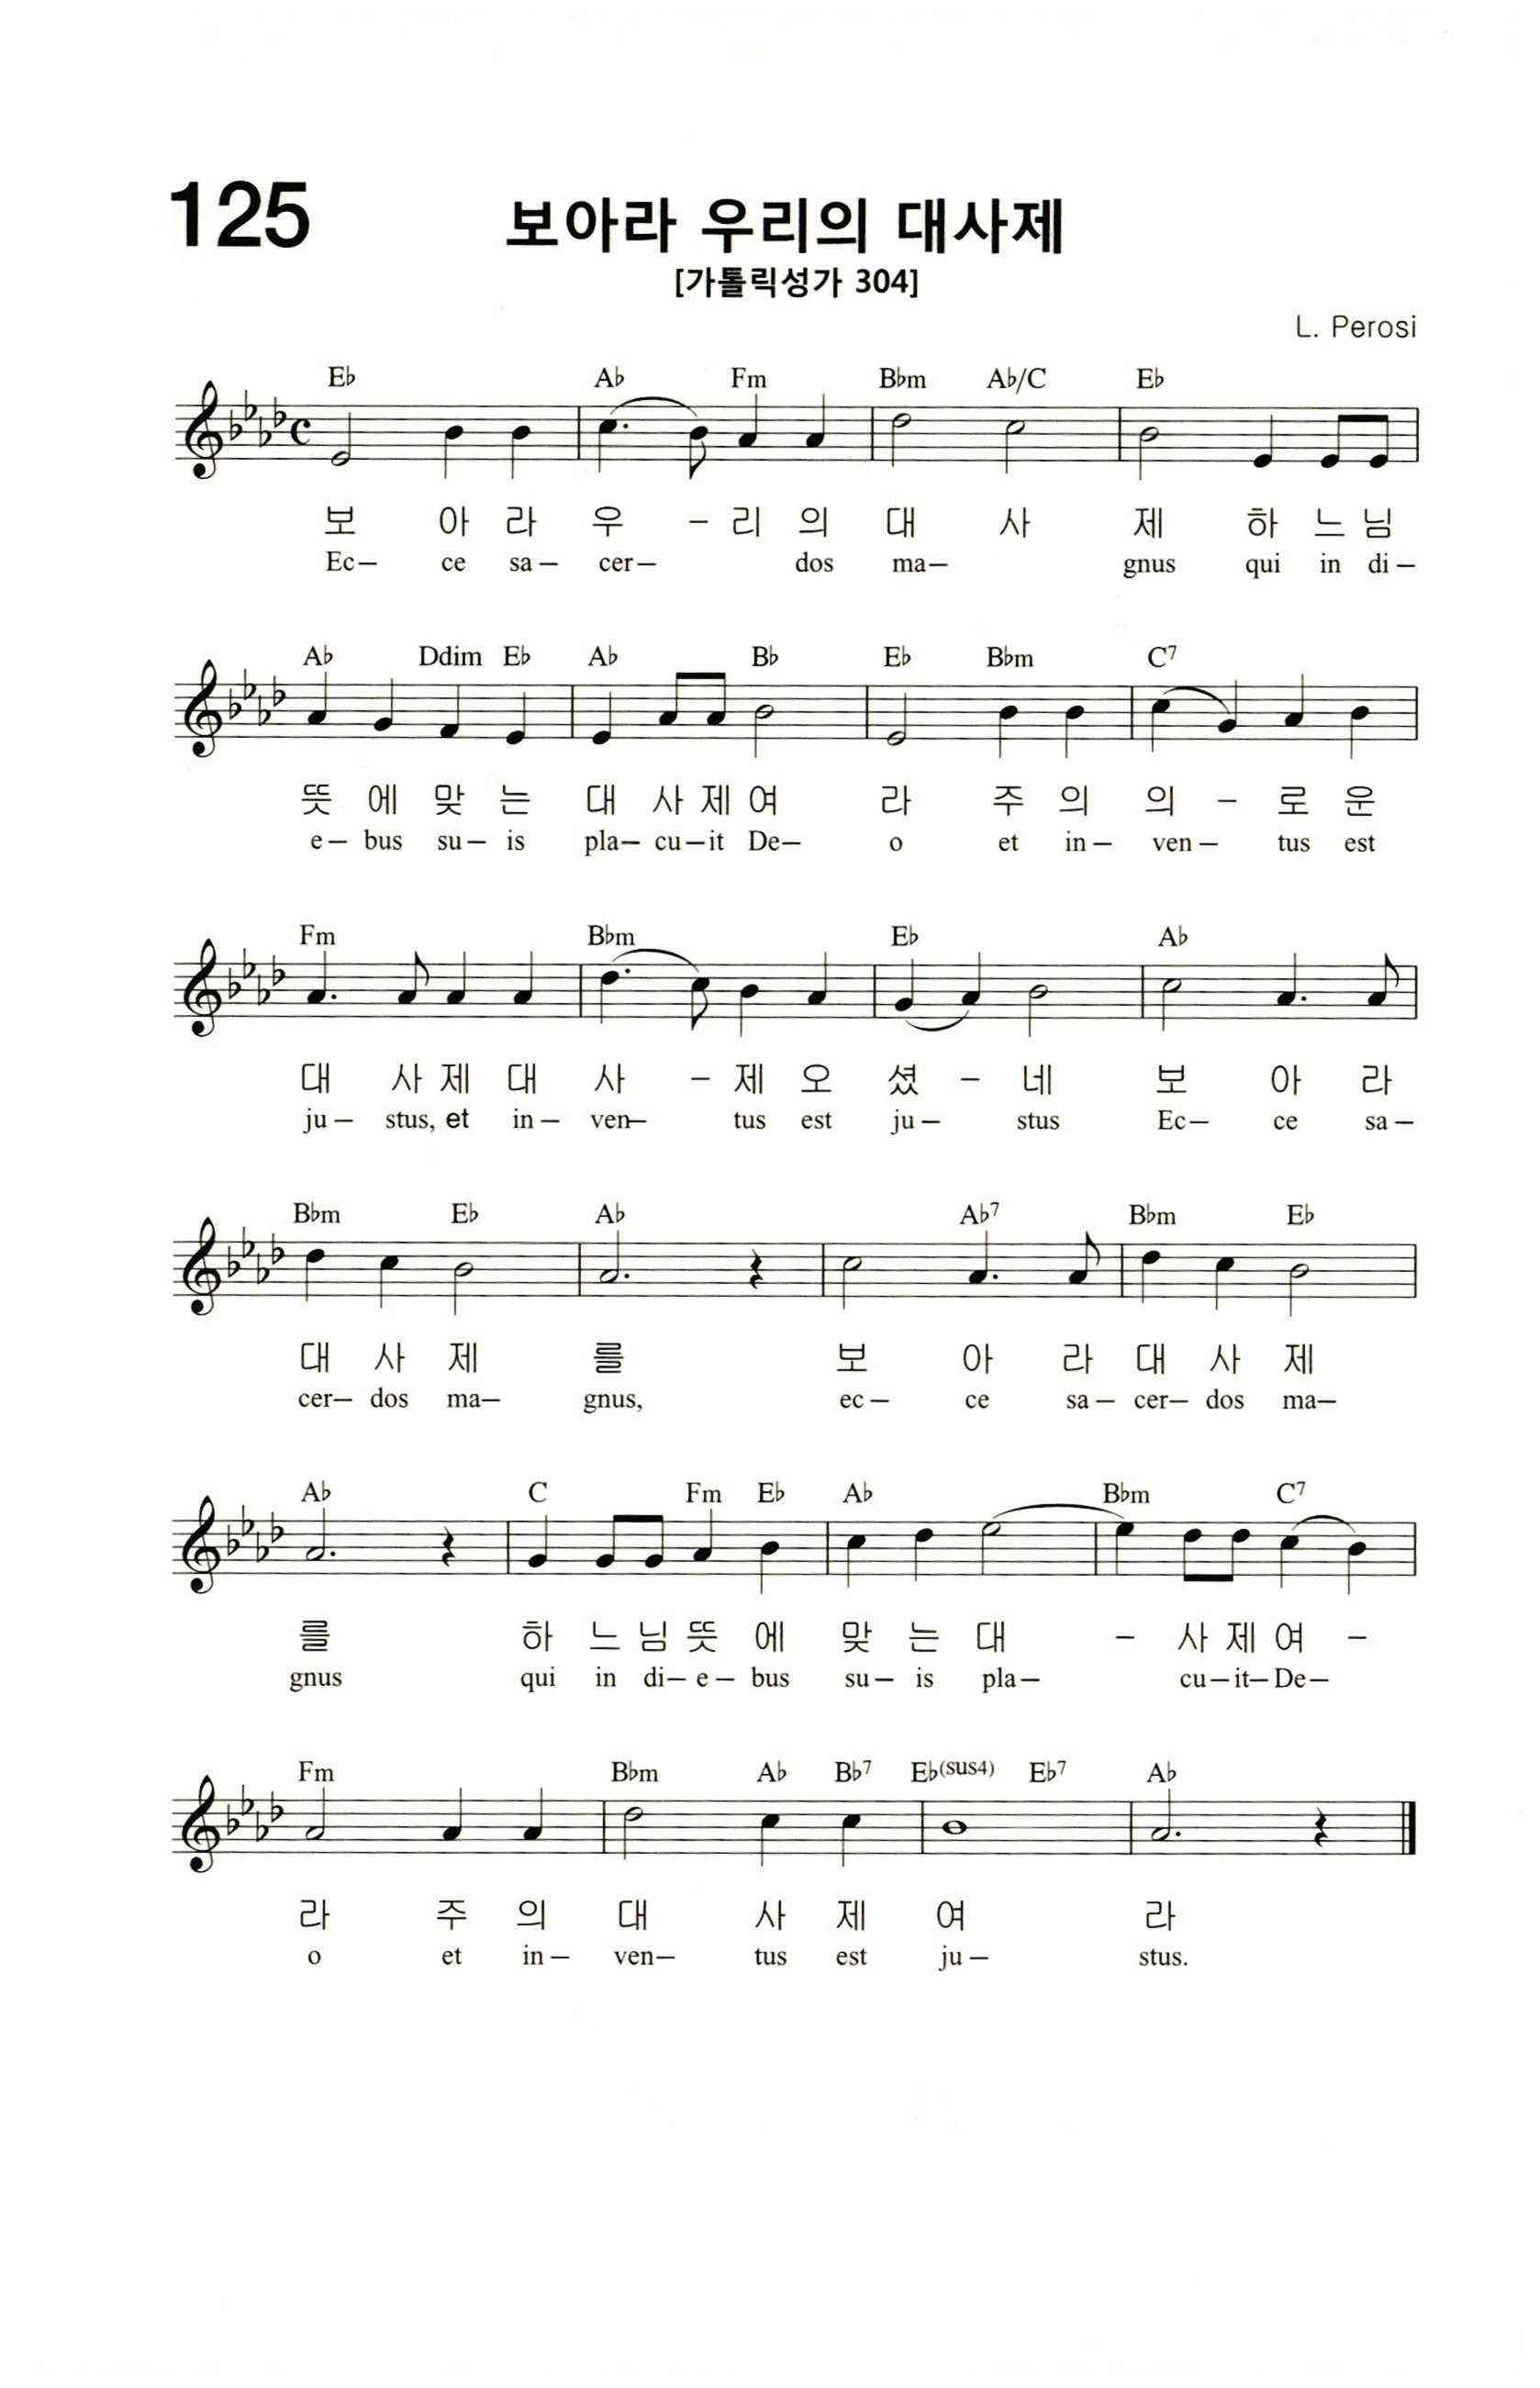 125
보아라 우리의 대사제
[가톨릭성가 304]
L. Perosi
E♭ A♭ Fm B♭m A♭/C E♭
보 아 라 우 – 리 의 대 사 제 하 느 님
Ec– ce sa– cer– dos ma– gnus qui in di–
A♭ Ddim E♭ A♭ B♭ E♭ B♭m C7
뜻 에 맞 는 대 사 제 여 라 주 의 의 – 로 운
e– bus su– is pla– cu–it De– o et in– ven– tus est
Fm B♭m E♭ A♭
대 사 제 대 사 – 제 오 셨 – 네 보 아 라
ju– stus, et in– ven– tus est ju– stus Ec– ce sa–
B♭m E♭ A♭ A♭7 B♭m E♭
대 사 제 를 보 아 라 대 사 제
cer– dos ma– gnus, ec– ce sa– cer– dos ma–
A♭ C Fm E♭ A♭ B♭m C7
를 하 느 님 뜻 에 맞 는 대 – 사 제 여 –
gnus qui in di– e– bus su– is pla– cu–it–De–
Fm B♭m A♭ B♭7 E♭(sus4) E♭7 A♭
라 주 의 대 사 제 여 라
o et in– ven– tus est ju– stus.